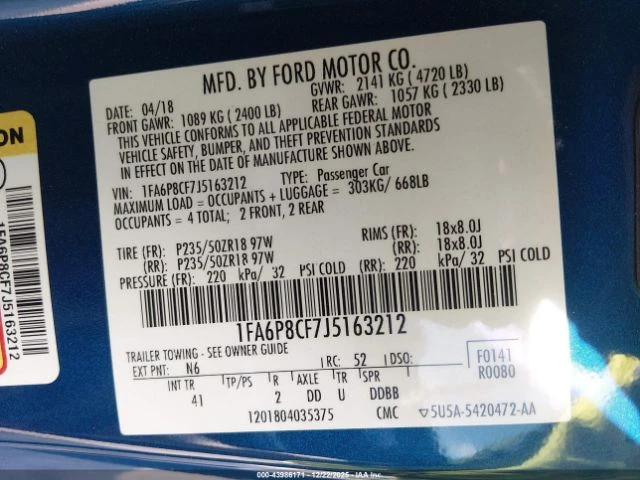 MFD. BY FORD MOTOR CO.
DATE: 04/18 GVWR: 2141 KG ( 4720 LB)
FRONT GAWR: 1089 KG ( 2400 LB) REAR GAWR: 1057 KG ( 2330 LB)
THIS VEHICLE CONFORMS TO ALL APPLICABLE FEDERAL MOTOR
VEHICLE SAFETY, BUMPER, AND THEFT PREVENTION STANDARDS
IN EFFECT ON THE DATE OF MANUFACTURE SHOWN ABOVE.
VIN: 1FA6P8CF7J5163212 TYPE: Passenger Car
MAXIMUM LOAD = OCCUPANTS + LUGGAGE = 303KG/ 668LB
OCCUPANTS = 4 TOTAL; 2 FRONT, 2 REAR
TIRE (FR): P235/50ZR18 97W RIMS (FR): 18x8.0J
(RR): P235/50ZR18 97W (RR): 18x8.0J
PRESSURE (FR): 220 kPa/ 32 PSI COLD (RR): 220 kPa/ 32 PSI COLD
1FA6P8CF7J5163212
TRAILER TOWING - SEE OWNER GUIDE
EXT PNT: N6 RC: 52 DSO: F0141
R0080
INT TR TP/PS R AXLE TR SPR
41 2 DD U DDBB
1201804035375 CMC 5U5A-5420472-AA
ON
1FA6P8CF7J5163212
000-43986171 - 12/22/2025 - IAA